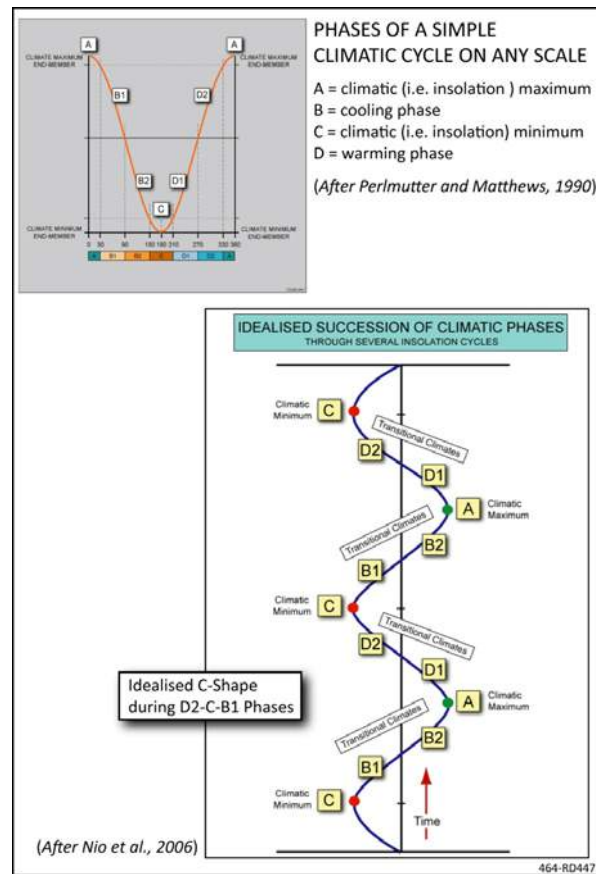 PHASES OF A SIMPLE
CLIMATIC CYCLE ON ANY SCALE
A = climatic (i.e. insolation ) maximum
B = cooling phase
C = climatic (i.e. insolation) minimum
D = warming phase
(After Perlmutter and Matthews, 1990)
A
A
CLIMATE MAXIMUM
END-MEMBER
CLIMATE MAXIMUM
END-MEMBER
B1
D2
B2
D1
C
CLIMATE MINIMUM
END-MEMBER
CLIMATE MINIMUM
END-MEMBER
0 30 90 150 180 210 270 330 360
A B1 B2 C D1 D2 A
IDEALISED SUCCESSION OF CLIMATIC PHASES
THROUGH SEVERAL INSOLATION CYCLES
Climatic
Minimum
C
Transitional Climates
D2
D1
A
Climatic
Maximum
Transitional Climates
B2
B1
Climatic
Minimum
C
Transitional Climates
D2
D1
Idealised C-Shape
during D2-C-B1 Phases
A
Climatic
Maximum
Transitional Climates
B2
B1
Climatic
Minimum
C
Time
(After Nio et al., 2006)
464-RD447